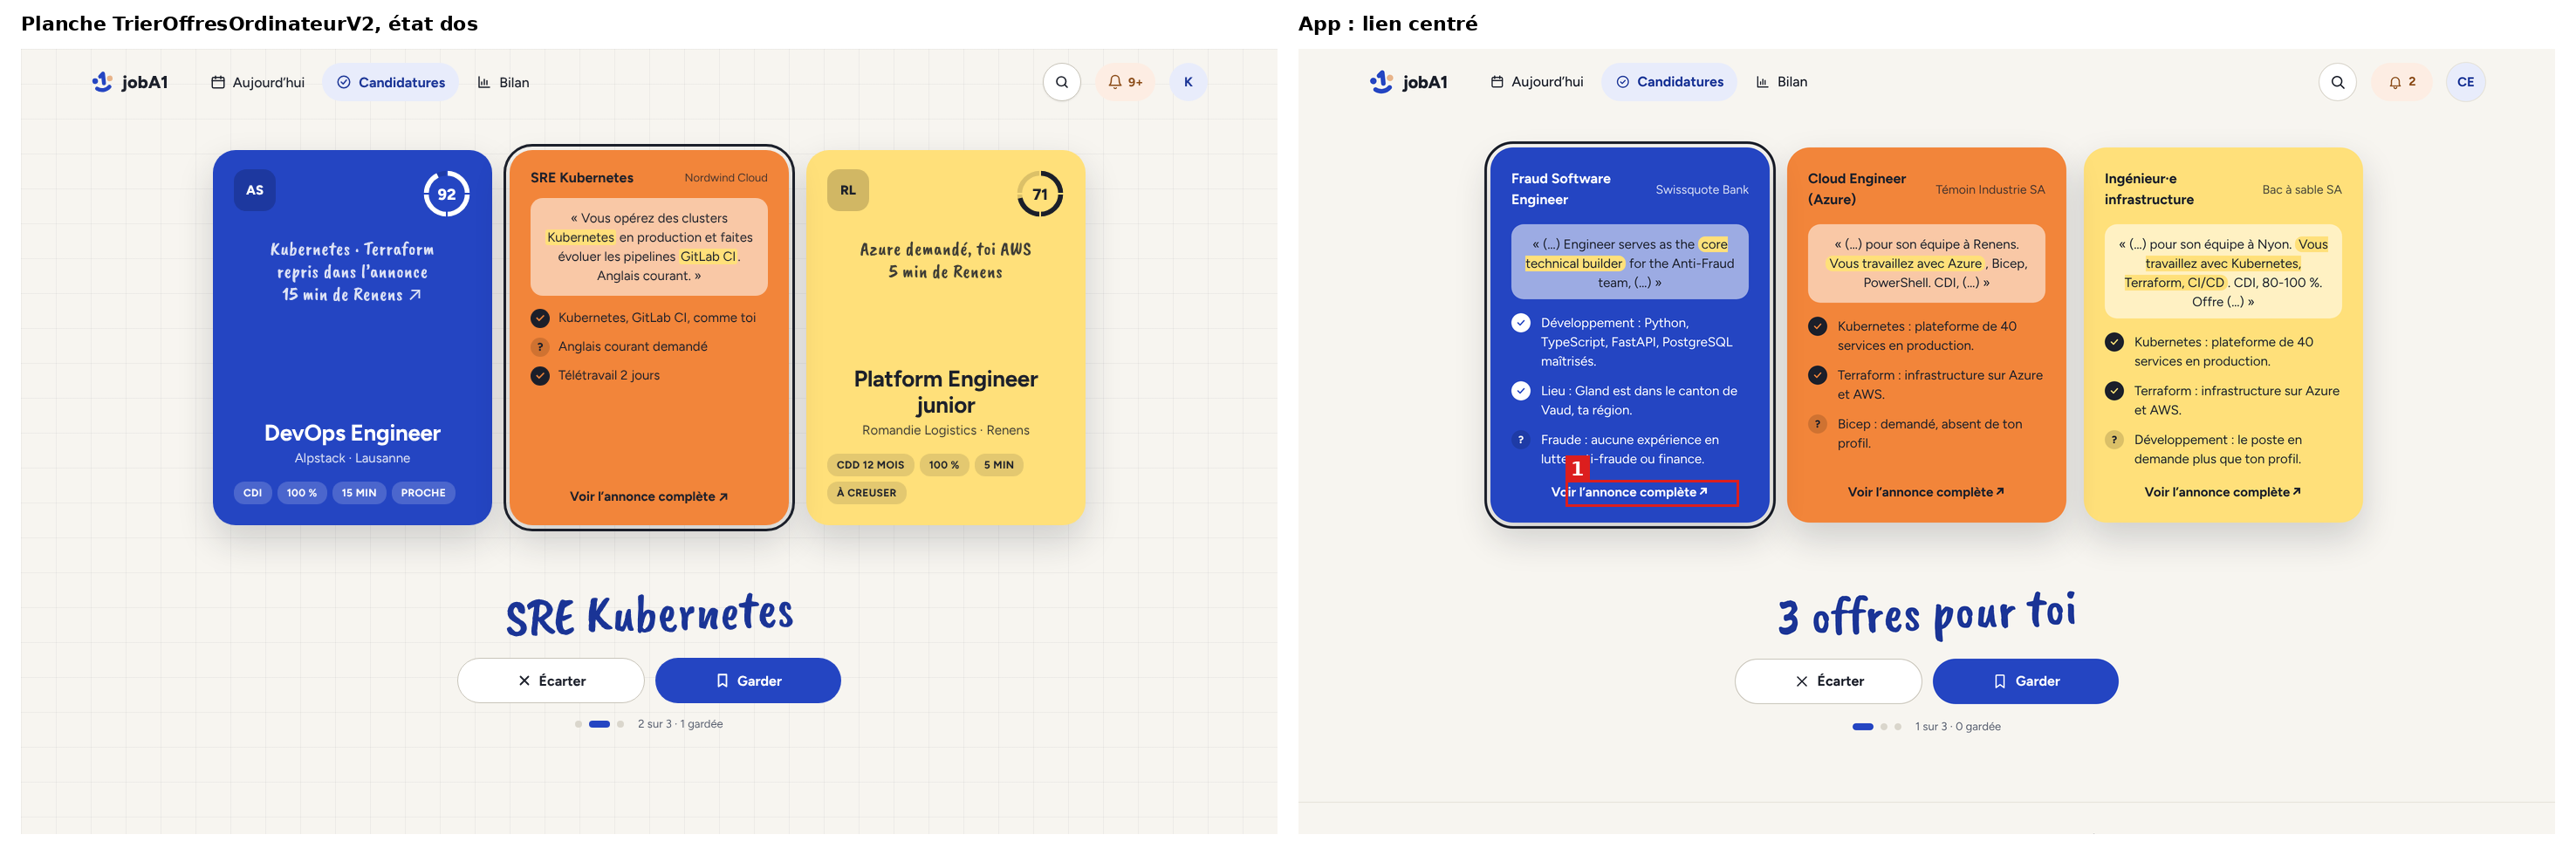 Planche TrierOffresOrdinateurV2, état dos
jobA1
Aujourd'hui
Candidatures
Bilan
9+
K
AS
92
Kubernetes · Terraform
repris dans l'annonce
15 min de Renens ↗
DevOps Engineer
Alpstack · Lausanne
CDI
100 %
15 MIN
PROCHE
SRE Kubernetes
Nordwind Cloud
« Vous opérez des clusters
Kubernetes en production et faites
évoluer les pipelines GitLab CI.
Anglais courant. »
Kubernetes, GitLab CI, comme toi
? Anglais courant demandé
Télétravail 2 jours
Voir l'annonce complète ↗
RL
71
Azure demandé, toi AWS
5 min de Renens
Platform Engineer
junior
Romandie Logistics · Renens
CDD 12 MOIS
100 %
5 MIN
À CREUSER
SRE Kubernetes
Écarter
Garder
2 sur 3 · 1 gardée
App : lien centré
jobA1
Aujourd'hui
Candidatures
Bilan
2
CE
Fraud Software
Engineer
Swissquote Bank
« (...) Engineer serves as the core
technical builder for the Anti-Fraud
team, (...) »
Développement : Python,
TypeScript, FastAPI, PostgreSQL
maîtrisés.
Lieu : Gland est dans le canton de
Vaud, ta région.
? Fraude : aucune expérience en
ou finance.
1
Voir l'annonce complète ↗
Cloud Engineer
(Azure)
Témoin Industrie SA
« (...) pour son équipe à Renens.
Vous travaillez avec Azure, Bicep,
PowerShell. CDI, (...) »
Kubernetes : plateforme de 40
services en production.
Terraform : infrastructure sur Azure
et AWS.
? Bicep : demandé, absent de ton
profil.
Voir l'annonce complète ↗
Ingénieur·e
infrastructure
Bac à sable SA
« (...) pour son équipe à Nyon. Vous
travaillez avec Kubernetes,
Terraform, CI/CD. CDI, 80-100 %.
Offre (...) »
Kubernetes : plateforme de 40
services en production.
Terraform : infrastructure sur Azure
et AWS.
? Développement : le poste en
demande plus que ton profil.
Voir l'annonce complète ↗
3 offres pour toi
Écarter
Garder
1 sur 3 · 0 gardée